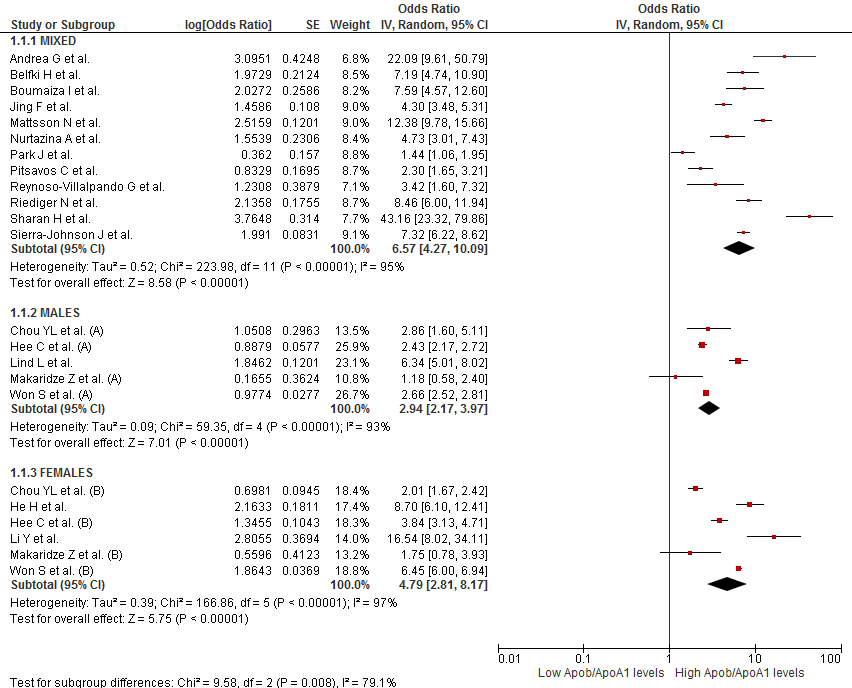 Odds Ratio Odds Ratio
Study or Subgroup log[Odds Ratio] SE Weight IV, Random, 95% CI IV, Random, 95% CI
1.1.1 MIXED
Andrea G et al. 3.0951 0.4248 6.8% 22.09 [9.61, 50.79]
Belfki H et al. 1.9729 0.2124 8.5% 7.19 [4.74, 10.90]
Boumaiza I et al. 2.0272 0.2586 8.2% 7.59 [4.57, 12.60]
Jing F et al. 1.4586 0.108 9.0% 4.30 [3.48, 5.31]
Mattsson N et al. 2.5159 0.1201 9.0% 12.38 [9.78, 15.66]
Nurtazina A et al. 1.5539 0.2306 8.4% 4.73 [3.01, 7.43]
Park J et al. 0.362 0.157 8.8% 1.44 [1.06, 1.95]
Pitsavos C et al. 0.8329 0.1695 8.7% 2.30 [1.65, 3.21]
Reynoso-Villalpando G et al. 1.2308 0.3879 7.1% 3.42 [1.60, 7.32]
Riediger N et al. 2.1358 0.1755 8.7% 8.46 [6.00, 11.94]
Sharan H et al. 3.7648 0.314 7.7% 43.16 [23.32, 79.86]
Sierra-Johnson J et al. 1.991 0.0831 9.1% 7.32 [6.22, 8.62]
Subtotal (95% CI) 100.0% 6.57 [4.27, 10.09]
Heterogeneity: Tau² = 0.52; Chi² = 223.98, df = 11 (P < 0.00001); I² = 95%
Test for overall effect: Z = 8.58 (P < 0.00001)
1.1.2 MALES
Chou YL et al. (A) 1.0508 0.2963 13.5% 2.86 [1.60, 5.11]
Hee C et al. (A) 0.8879 0.0577 25.9% 2.43 [2.17, 2.72]
Lind L et al. 1.8462 0.1201 23.1% 6.34 [5.01, 8.02]
Makaridze Z et al. (A) 0.1655 0.3624 10.8% 1.18 [0.58, 2.40]
Won S et al. (A) 0.9774 0.0277 26.7% 2.66 [2.52, 2.81]
Subtotal (95% CI) 100.0% 2.94 [2.17, 3.97]
Heterogeneity: Tau² = 0.09; Chi² = 59.35, df = 4 (P < 0.00001); I² = 93%
Test for overall effect: Z = 7.01 (P < 0.00001)
1.1.3 FEMALES
Chou YL et al. (B) 0.6981 0.0945 18.4% 2.01 [1.67, 2.42]
He H et al. 2.1633 0.1811 17.4% 8.70 [6.10, 12.41]
Hee C et al. (B) 1.3455 0.1043 18.3% 3.84 [3.13, 4.71]
Li Y et al. 2.8055 0.3694 14.0% 16.54 [8.02, 34.11]
Makaridze Z et al. (B) 0.5596 0.4123 13.2% 1.75 [0.78, 3.93]
Won S et al. (B) 1.8643 0.0369 18.8% 6.45 [6.00, 6.94]
Subtotal (95% CI) 100.0% 4.79 [2.81, 8.17]
Heterogeneity: Tau² = 0.39; Chi² = 166.86, df = 5 (P < 0.00001); I² = 97%
Test for overall effect: Z = 5.75 (P < 0.00001)
0.01 0.1 1 10 100
Low Apob/ApoA1 levels High Apob/ApoA1 levels
Test for subgroup differences: Chi² = 9.58, df = 2 (P = 0.008), I² = 79.1%